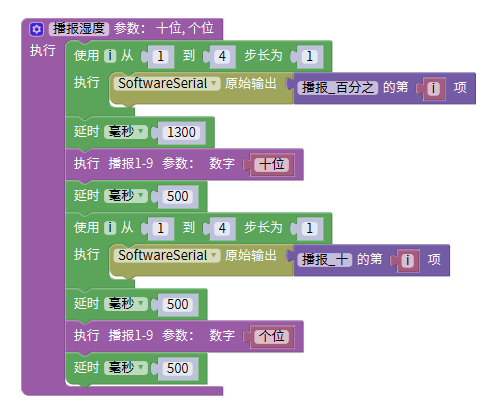 播报湿度 参数: 十位, 个位
执行
使用 i 从 1 到 4 步长为 1
执行 SoftwareSerial 原始输出 播报_百分之 的第 i 项
延时 毫秒 1300
执行 播报1-9 参数: 数字 十位
延时 毫秒 500
使用 i 从 1 到 4 步长为 1
执行 SoftwareSerial 原始输出 播报_十 的第 i 项
延时 毫秒 500
执行 播报1-9 参数: 数字 个位
延时 毫秒 500